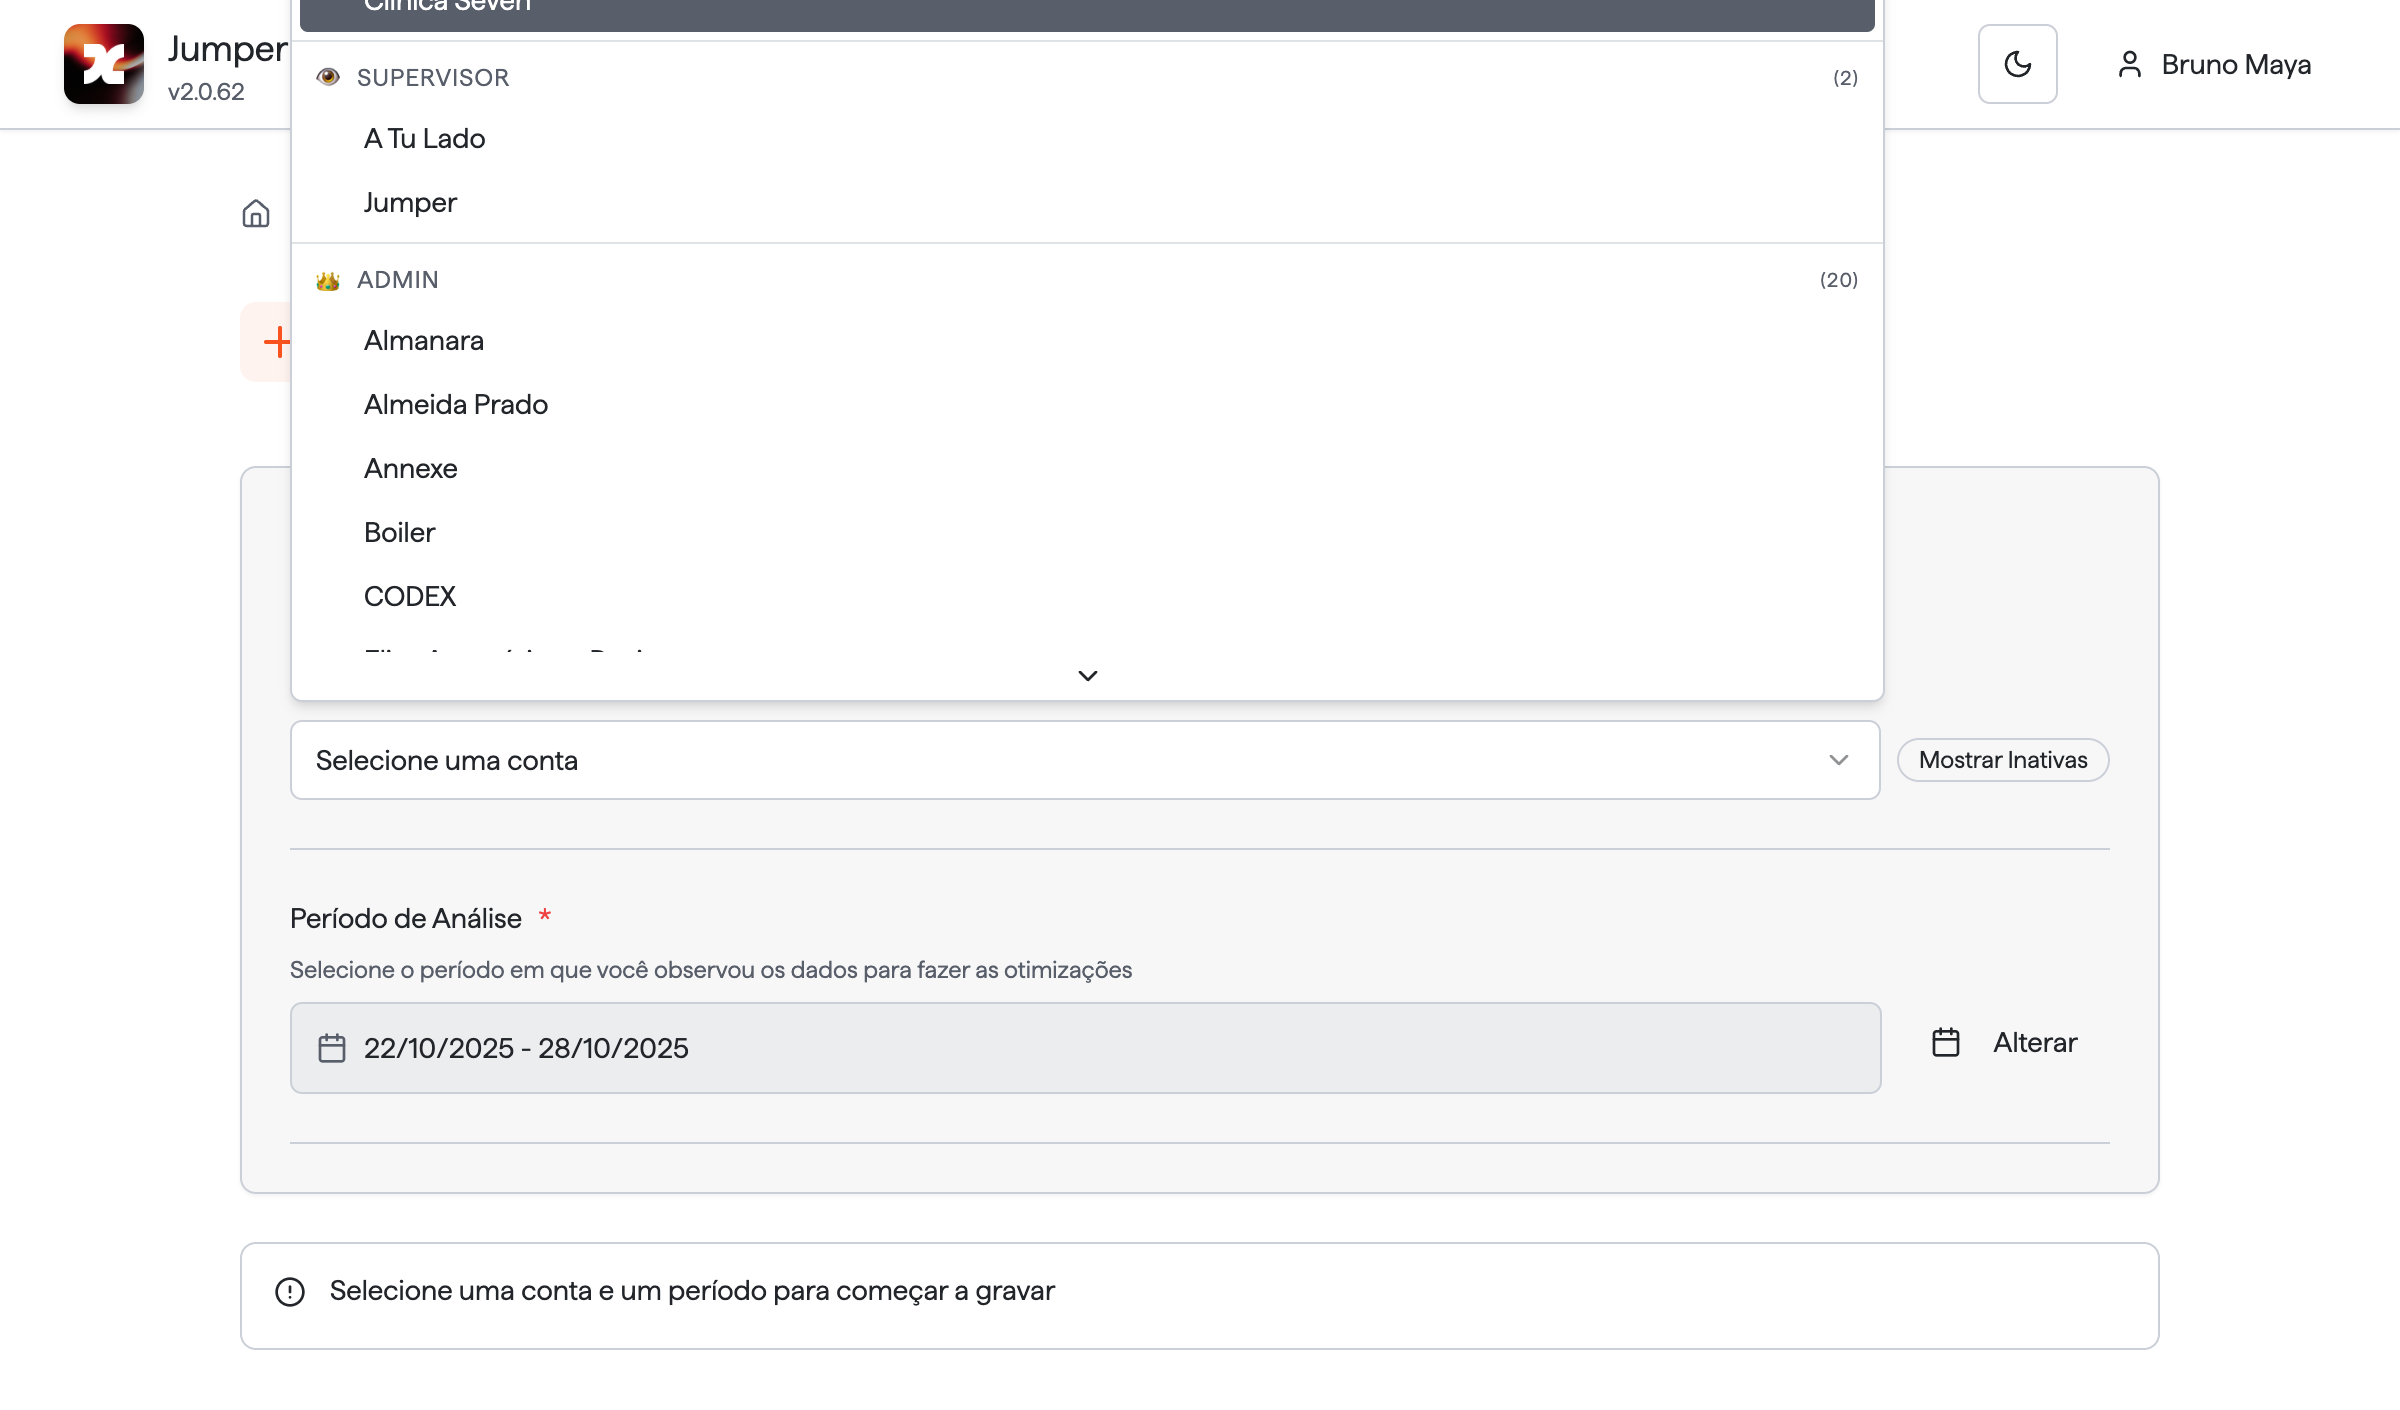 Jumper
v2.0.62
Clínica Seven
Bruno Maya
SUPERVISOR (2)
A Tu Lado
Jumper
ADMIN (20)
Almanara
Almeida Prado
Annexe
Boiler
CODEX
Selecione uma conta
Mostrar Inativas
Período de Análise *
Selecione o período em que você observou os dados para fazer as otimizações
22/10/2025 - 28/10/2025
Alterar
Selecione uma conta e um período para começar a gravar